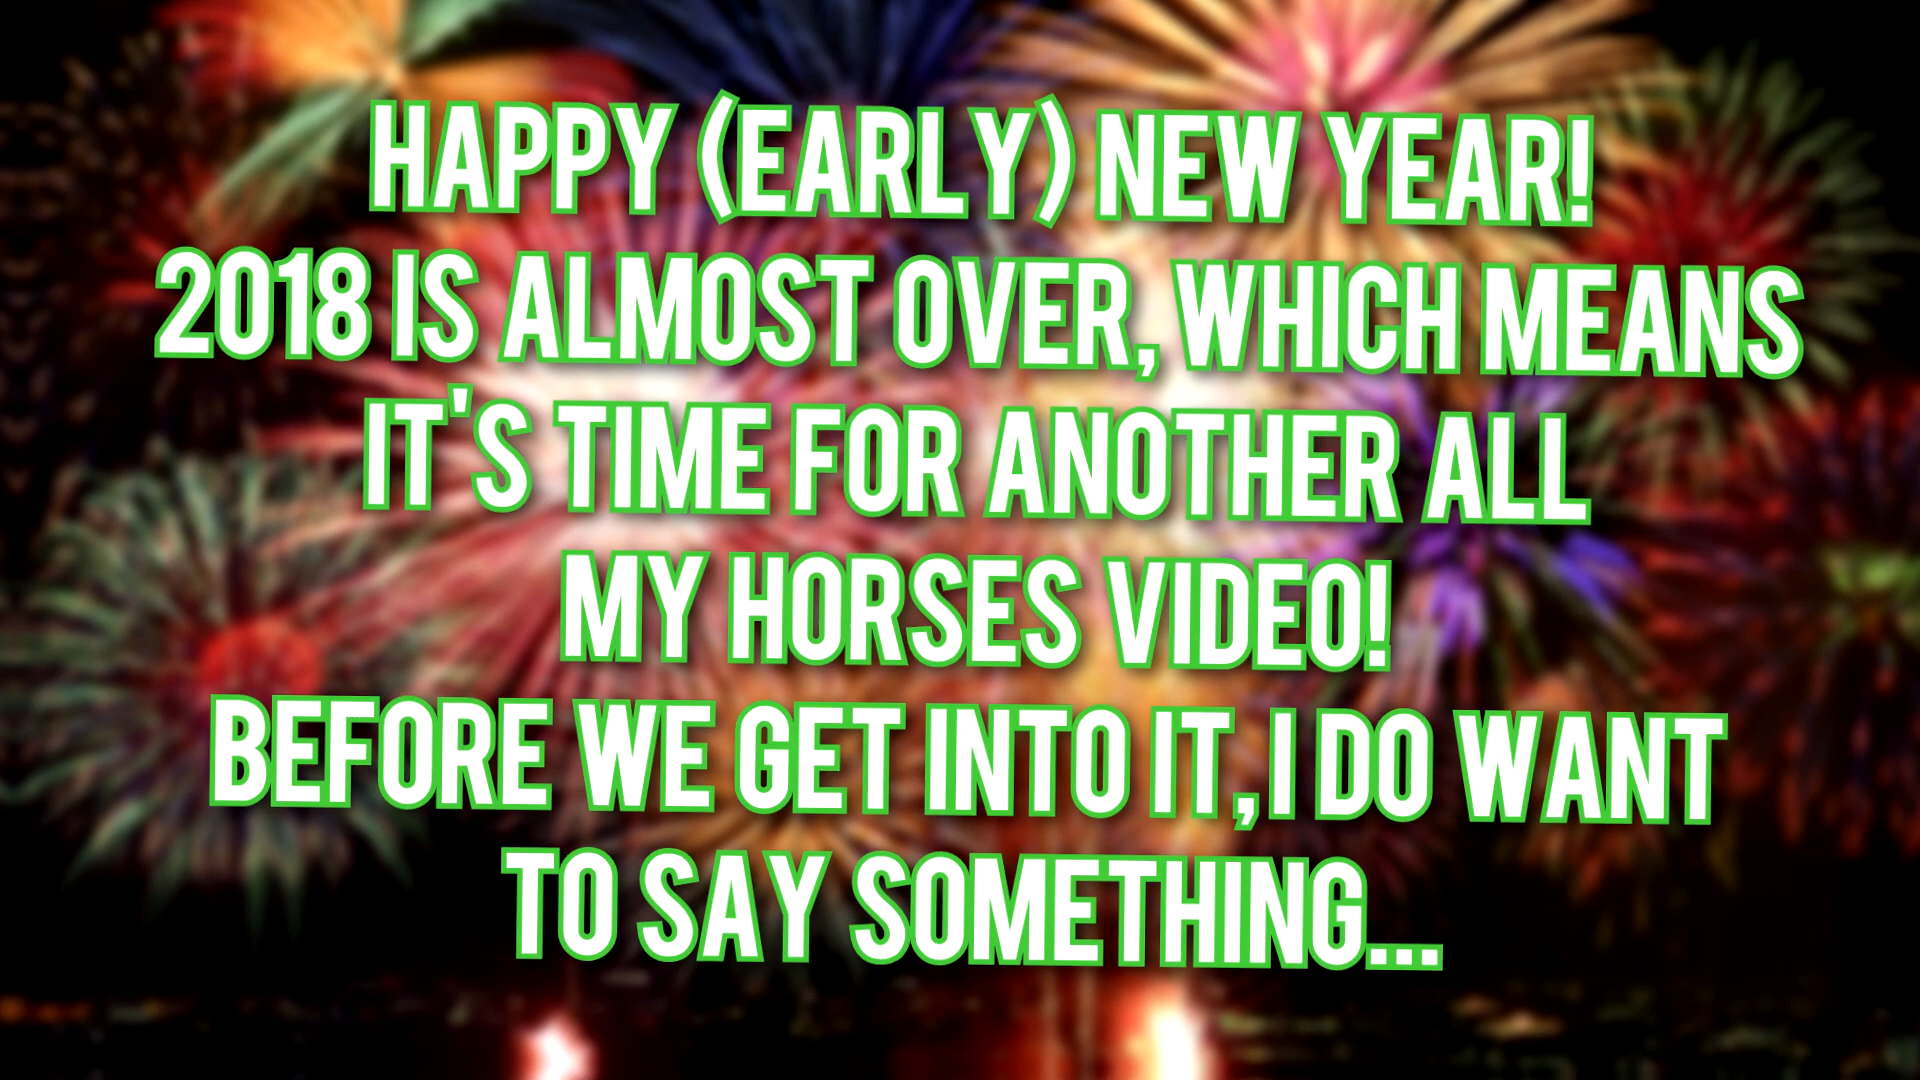 HAPPY (EARLY) NEW YEAR!
2018 IS ALMOST OVER, WHICH MEANS
IT'S TIME FOR ANOTHER ALL
MY HORSES VIDEO!
BEFORE WE GET INTO IT, I DO WANT
TO SAY SOMETHING...